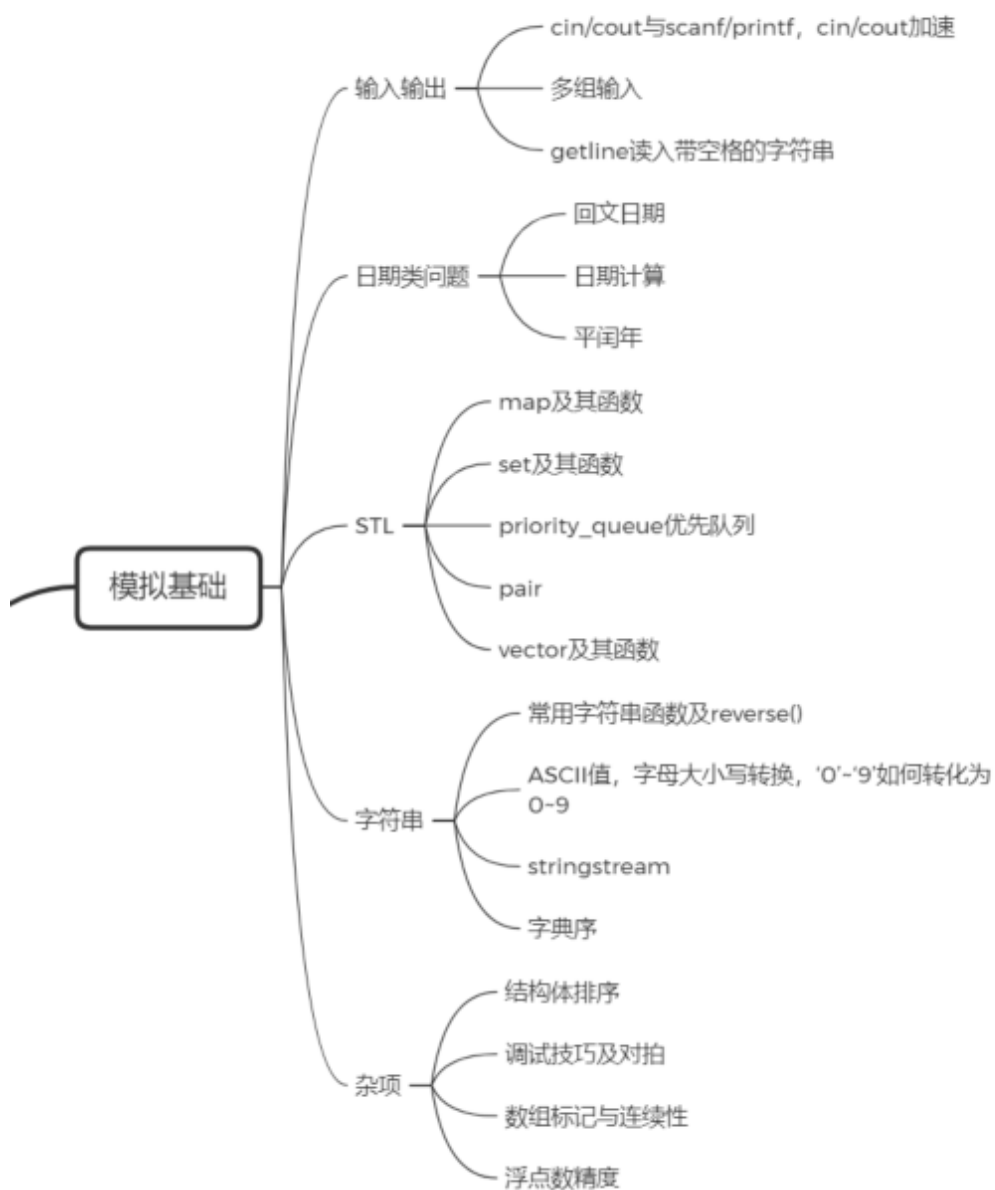 模拟基础
输入输出
cin/cout与scanf/printf，cin/cout加速
多组输入
getline读入带空格的字符串
日期类问题
回文日期
日期计算
平闰年
STL
map及其函数
set及其函数
priority_queue优先队列
pair
vector及其函数
字符串
常用字符串函数及reverse()
ASCII值，字母大小写转换，‘0’~‘9’如何转化为
0~9
stringstream
字典序
杂项
结构体排序
调试技巧及对拍
数组标记与连续性
浮点数精度